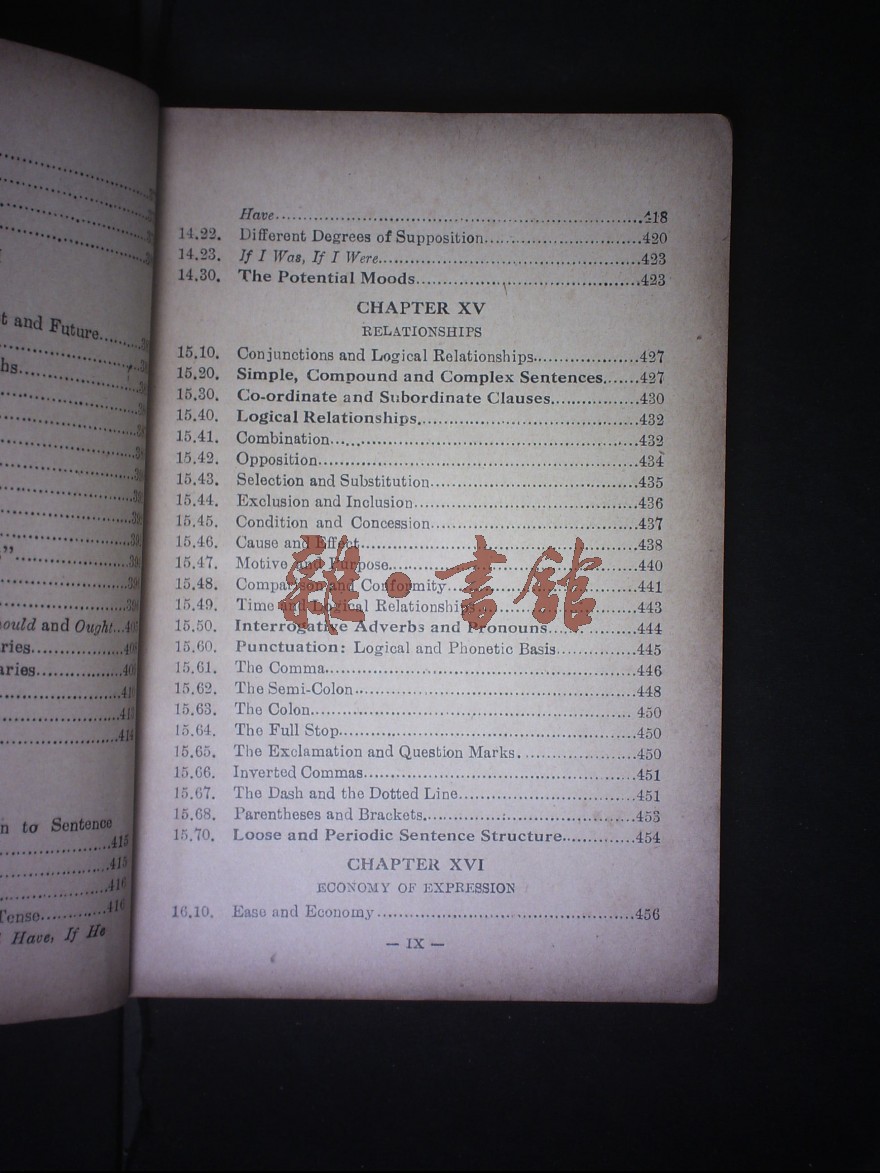 t and Future
hs
”
ould and Ought
ries
aries
414
n to Sentence
415
415
416
Tense............416
Have, If He
Have......418
14.22. Different Degrees of Supposition......420
14.23. If I Was, If I Were......423
14.30. The Potential Moods......423
CHAPTER XV
RELATIONSHIPS
15.10. Conjunctions and Logical Relationships......427
15.20. Simple, Compound and Complex Sentences......427
15.30. Co-ordinate and Subordinate Clauses......430
15.40. Logical Relationships......432
15.41. Combination......432
15.42. Opposition......434
15.43. Selection and Substitution......435
15.44. Exclusion and Inclusion......436
15.45. Condition and Concession......437
15.46. Cause and Effect......438
15.47. Motive and Purpose......440
15.48. Comparison and Conformity......441
15.49. Time and Logical Relationships......443
15.50. Interrogative Adverbs and Pronouns......444
15.60. Punctuation: Logical and Phonetic Basis......445
15.61. The Comma......446
15.62. The Semi-Colon......448
15.63. The Colon......450
15.64. The Full Stop......450
15.65. The Exclamation and Question Marks......450
15.66. Inverted Commas......451
15.67. The Dash and the Dotted Line......451
15.68. Parentheses and Brackets......453
15.70. Loose and Periodic Sentence Structure......454
CHAPTER XVI
ECONOMY OF EXPRESSION
16.10. Ease and Economy......456
— IX —
雜·書館